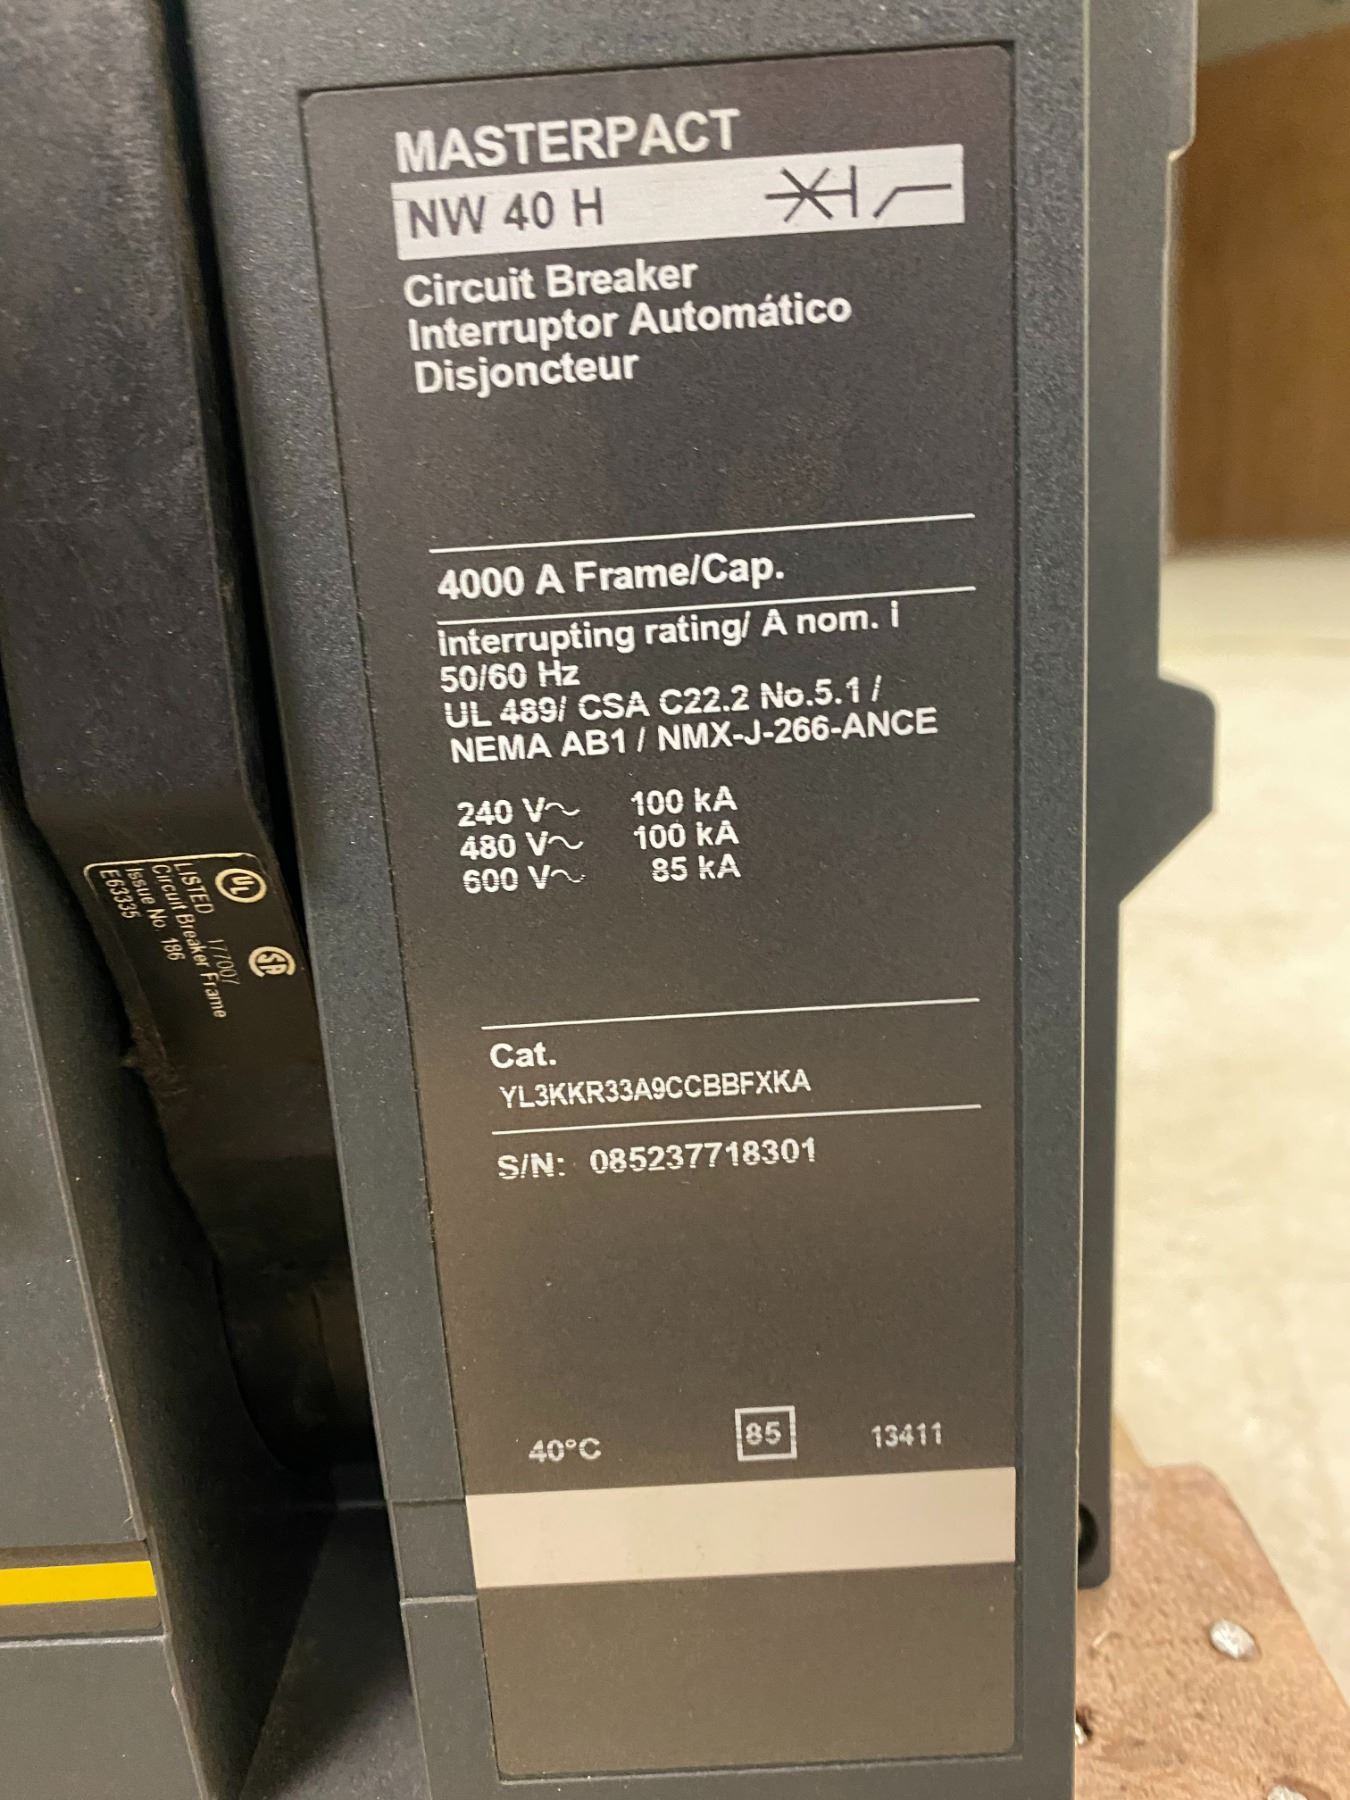 MASTERPACT
NW 40 H
Circuit Breaker
Interruptor Automático
Disjoncteur
4000 A Frame/Cap.
Interrupting rating/ A nom. i
50/60 Hz
UL 489/ CSA C22.2 No.5.1 /
NEMA AB1 / NMX-J-266-ANCE
240 V~ 100 kA
480 V~ 100 kA
600 V~ 85 kA
Cat.
YL3KKR33A9CCBBFXKA
S/N: 085237718301
40°C 85 13411
UL
LISTED 17700/
Circuit Breaker Frame
Issue No. 186
E63335